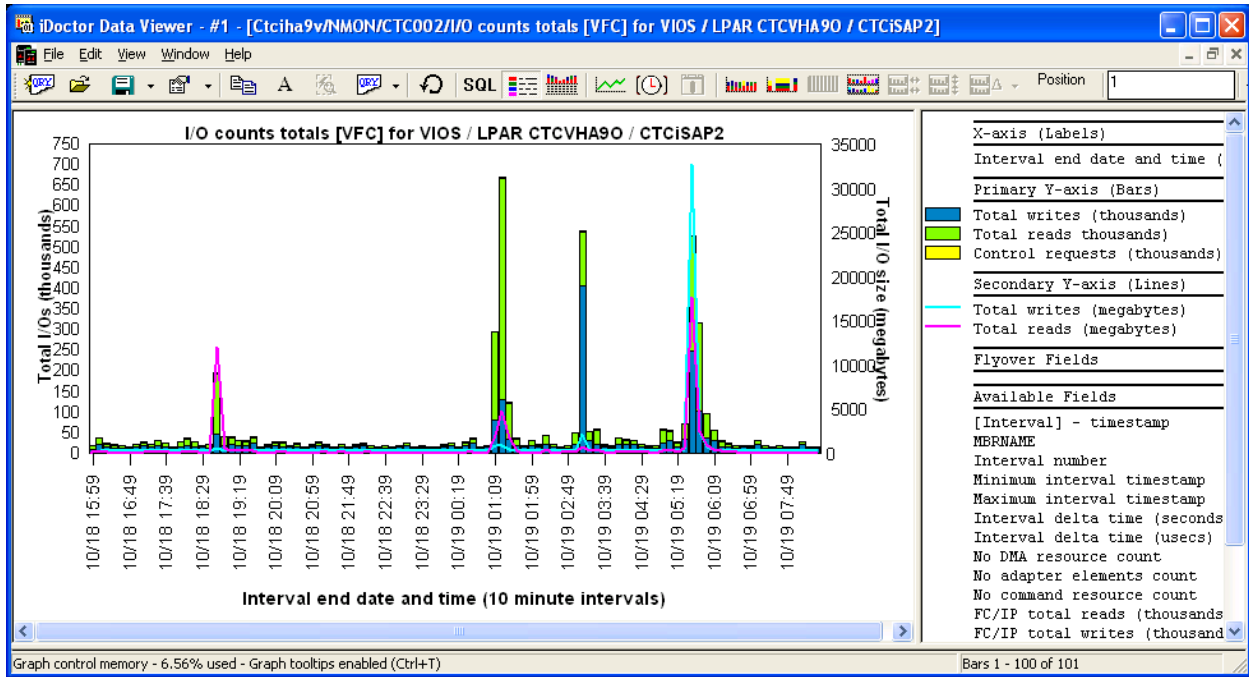 iDoctor Data Viewer - #1 - [Ctciha9v/NMON/CTC002/I/O counts totals [VFC] for VIOS / LPAR CTCVHA9O / CTCiSAP2]
File Edit View Window Help
QRY A QRY SQL Position 1
I/O counts totals [VFC] for VIOS / LPAR CTCVHA9O / CTCiSAP2
Total I/Os (thousands)
750
700
650
600
550
500
450
400
350
300
250
200
150
100
50
0
35000
30000
25000
20000
15000
10000
5000
0
Total I/O size (megabytes)
10/18 15:59
10/18 16:49
10/18 17:39
10/18 18:29
10/18 19:19
10/18 20:09
10/18 20:59
10/18 21:49
10/18 22:39
10/18 23:29
10/19 00:19
10/19 01:09
10/19 01:59
10/19 02:49
10/19 03:39
10/19 04:29
10/19 05:19
10/19 06:09
10/19 06:59
10/19 07:49
Interval end date and time (10 minute intervals)
X-axis (Labels)
Interval end date and time (
Primary Y-axis (Bars)
Total writes (thousands)
Total reads thousands)
Control requests (thousands)
Secondary Y-axis (Lines)
Total writes (megabytes)
Total reads (megabytes)
Flyover Fields
Available Fields
[Interval] - timestamp
MBRNAME
Interval number
Minimum interval timestamp
Maximum interval timestamp
Interval delta time (seconds
Interval delta time (usecs)
No DMA resource count
No adapter elements count
No command resource count
FC/IP total reads (thousands
FC/IP total writes (thousand
Graph control memory - 6.56% used - Graph tooltips enabled (Ctrl+T)
Bars 1 - 100 of 101